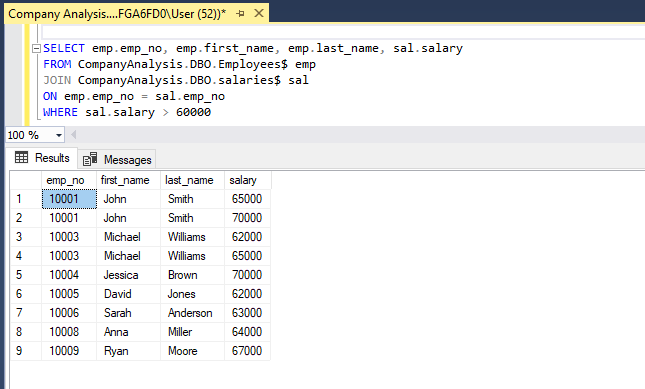 Company Analysis....FGA6FD0\User (52))*
SELECT emp.emp_no, emp.first_name, emp.last_name, sal.salary
FROM CompanyAnalysis.DBO.Employees$ emp
JOIN CompanyAnalysis.DBO.salaries$ sal
ON emp.emp_no = sal.emp_no
WHERE sal.salary > 60000
100 %
Results Messages
emp_no first_name last_name salary
1 10001 John Smith 65000
2 10001 John Smith 70000
3 10003 Michael Williams 62000
4 10003 Michael Williams 65000
5 10004 Jessica Brown 70000
6 10005 David Jones 62000
7 10006 Sarah Anderson 63000
8 10008 Anna Miller 64000
9 10009 Ryan Moore 67000